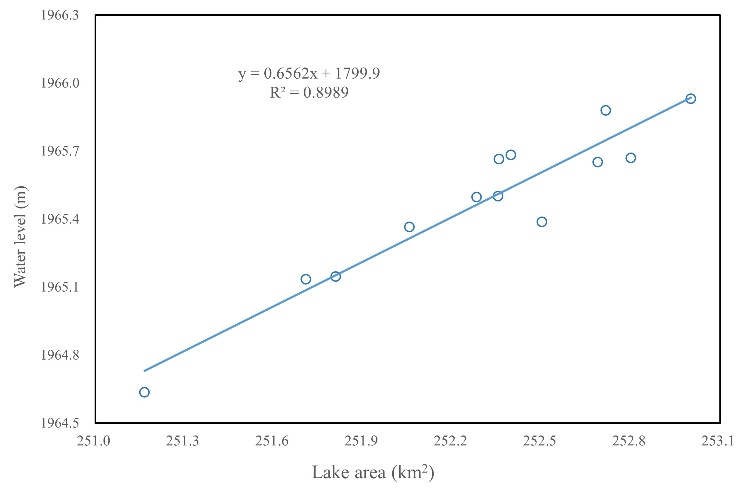 1966.3
1966.0
1965.7
1965.4
1965.1
1964.8
1964.5
Water level (m)
y = 0.6562x + 1799.9
R² = 0.8989
251.0 251.3 251.6 251.9 252.2 252.5 252.8 253.1
Lake area (km²)